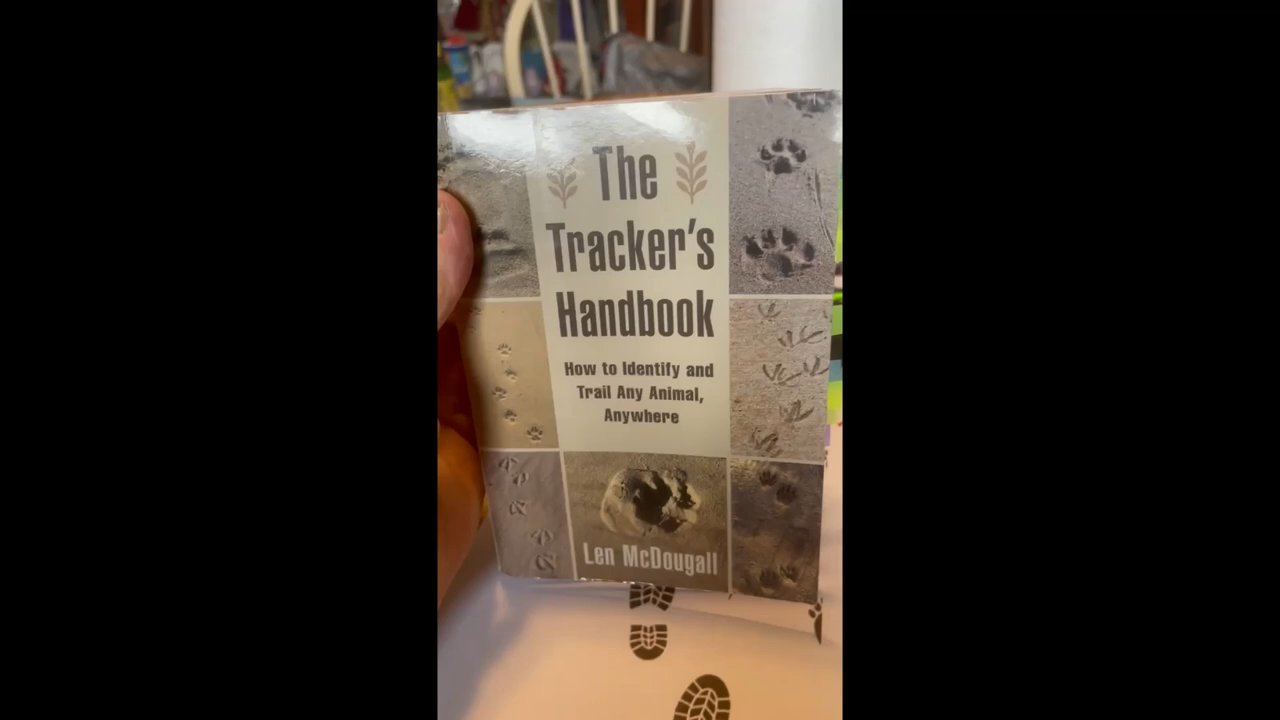 The
Tracker's
Handbook
How to Identify and
Trail Any Animal,
Anywhere
Len McDougall